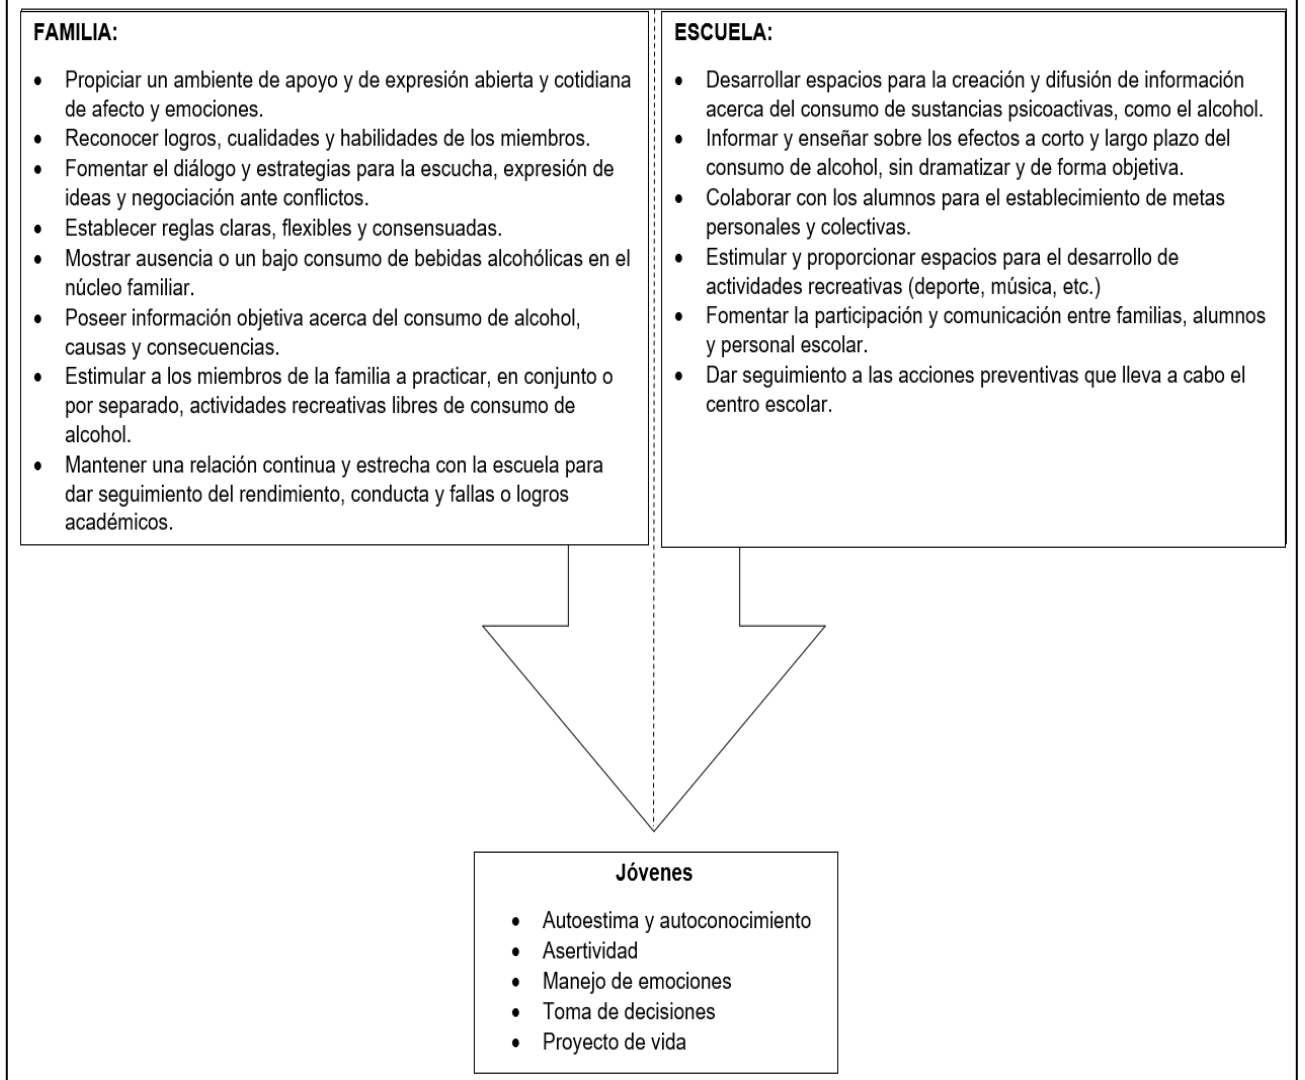 FAMILIA:
• Propiciar un ambiente de apoyo y de expresión abierta y cotidiana
de afecto y emociones.
• Reconocer logros, cualidades y habilidades de los miembros.
• Fomentar el diálogo y estrategias para la escucha, expresión de
ideas y negociación ante conflictos.
• Establecer reglas claras, flexibles y consensuadas.
• Mostrar ausencia o un bajo consumo de bebidas alcohólicas en el
núcleo familiar.
• Poseer información objetiva acerca del consumo de alcohol,
causas y consecuencias.
• Estimular a los miembros de la familia a practicar, en conjunto o
por separado, actividades recreativas libres de consumo de
alcohol.
• Mantener una relación continua y estrecha con la escuela para
dar seguimiento del rendimiento, conducta y fallas o logros
académicos.
ESCUELA:
• Desarrollar espacios para la creación y difusión de información
acerca del consumo de sustancias psicoactivas, como el alcohol.
• Informar y enseñar sobre los efectos a corto y largo plazo del
consumo de alcohol, sin dramatizar y de forma objetiva.
• Colaborar con los alumnos para el establecimiento de metas
personales y colectivas.
• Estimular y proporcionar espacios para el desarrollo de
actividades recreativas (deporte, música, etc.)
• Fomentar la participación y comunicación entre familias, alumnos
y personal escolar.
• Dar seguimiento a las acciones preventivas que lleva a cabo el
centro escolar.
Jóvenes
• Autoestima y autoconocimiento
• Asertividad
• Manejo de emociones
• Toma de decisiones
• Proyecto de vida